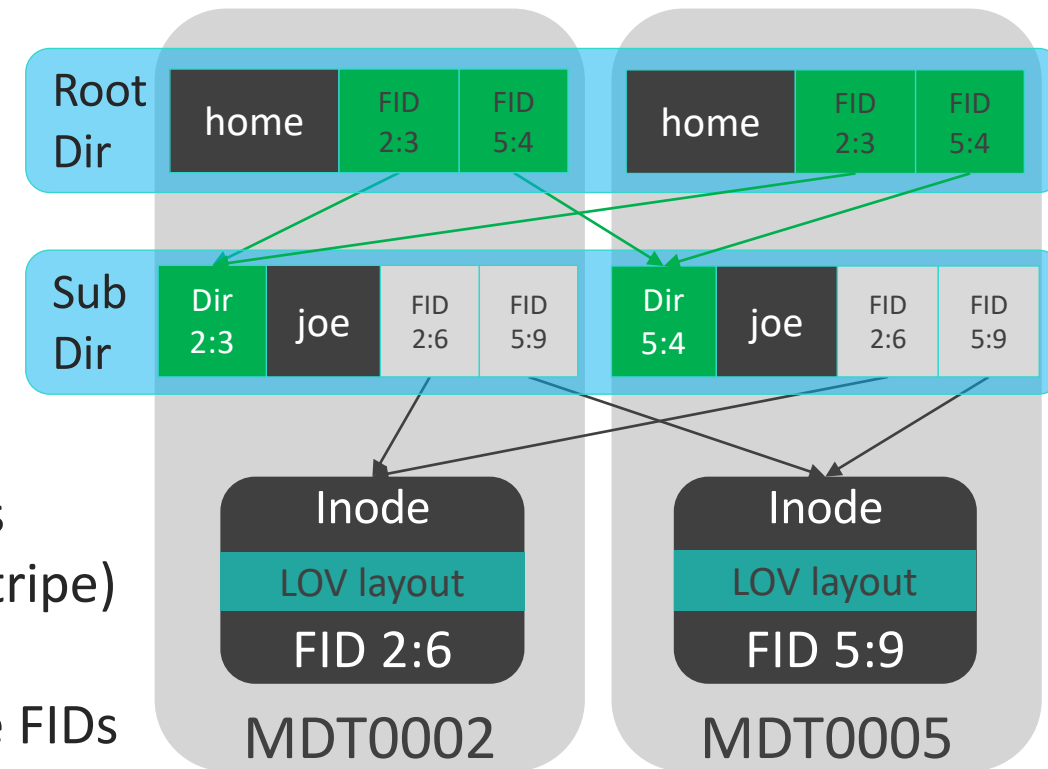 Root
Dir
home
FID
2:3
FID
5:4
home
FID
2:3
FID
5:4
Sub
Dir
Dir
2:3
joe
FID
2:6
FID
5:9
Dir
5:4
joe
FID
2:6
FID
5:9
Inode
LOV layout
FID 2:6
Inode
LOV layout
FID 5:9
FIDs
MDT0002
MDT0005